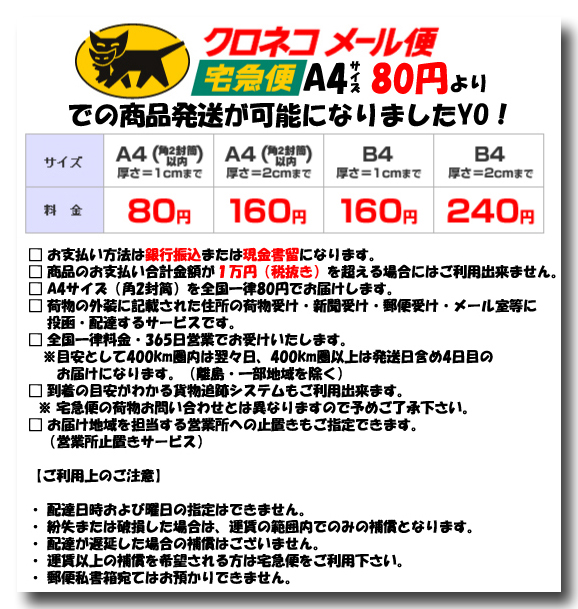 クロネコ メール便
宅急便 A4サイズ 80円より
での商品発送が可能になりましたYO！
サイズ A4（角2封筒）以内 厚さ＝1cmまで A4（角2封筒）以内 厚さ＝2cmまで B4 厚さ＝1cmまで B4 厚さ＝2cmまで
料 金 80円 160円 160円 240円
□ お支払い方法は銀行振込または現金書留になります。
□ 商品のお支払い合計金額が１万円（税抜き）を超える場合にはご利用出来ません。
□ A4サイズ（角2封筒）を全国一律80円でお届けします。
□ 荷物の外装に記載された住所の荷物受け・新聞受け・郵便受け・メール室等に
投函・配達するサービスです。
□ 全国一律料金・365日営業でお受けいたします。
※目安として400km圏内は翌々日、400km圏以上は発送日含め4日目の
お届けになります。（離島・一部地域を除く）
□ 到着の目安がわかる貨物追跡システムもご利用出来ます。
※ 宅急便の荷物お問い合わせとは異なりますので予めご了承下さい。
□ お届け地域を担当する営業所への止置きもご指定できます。
（営業所止置きサービス）
【ご利用上のご注意】
・ 配達日時および曜日の指定はできません。
・ 紛失または破損した場合は、運賃の範囲内でのみの補償となります。
・ 配達が遅延した場合の補償はございません。
・ 運賃以上の補償を希望される方は宅急便をご利用下さい。
・ 郵便私書箱宛てはお預かりできません。